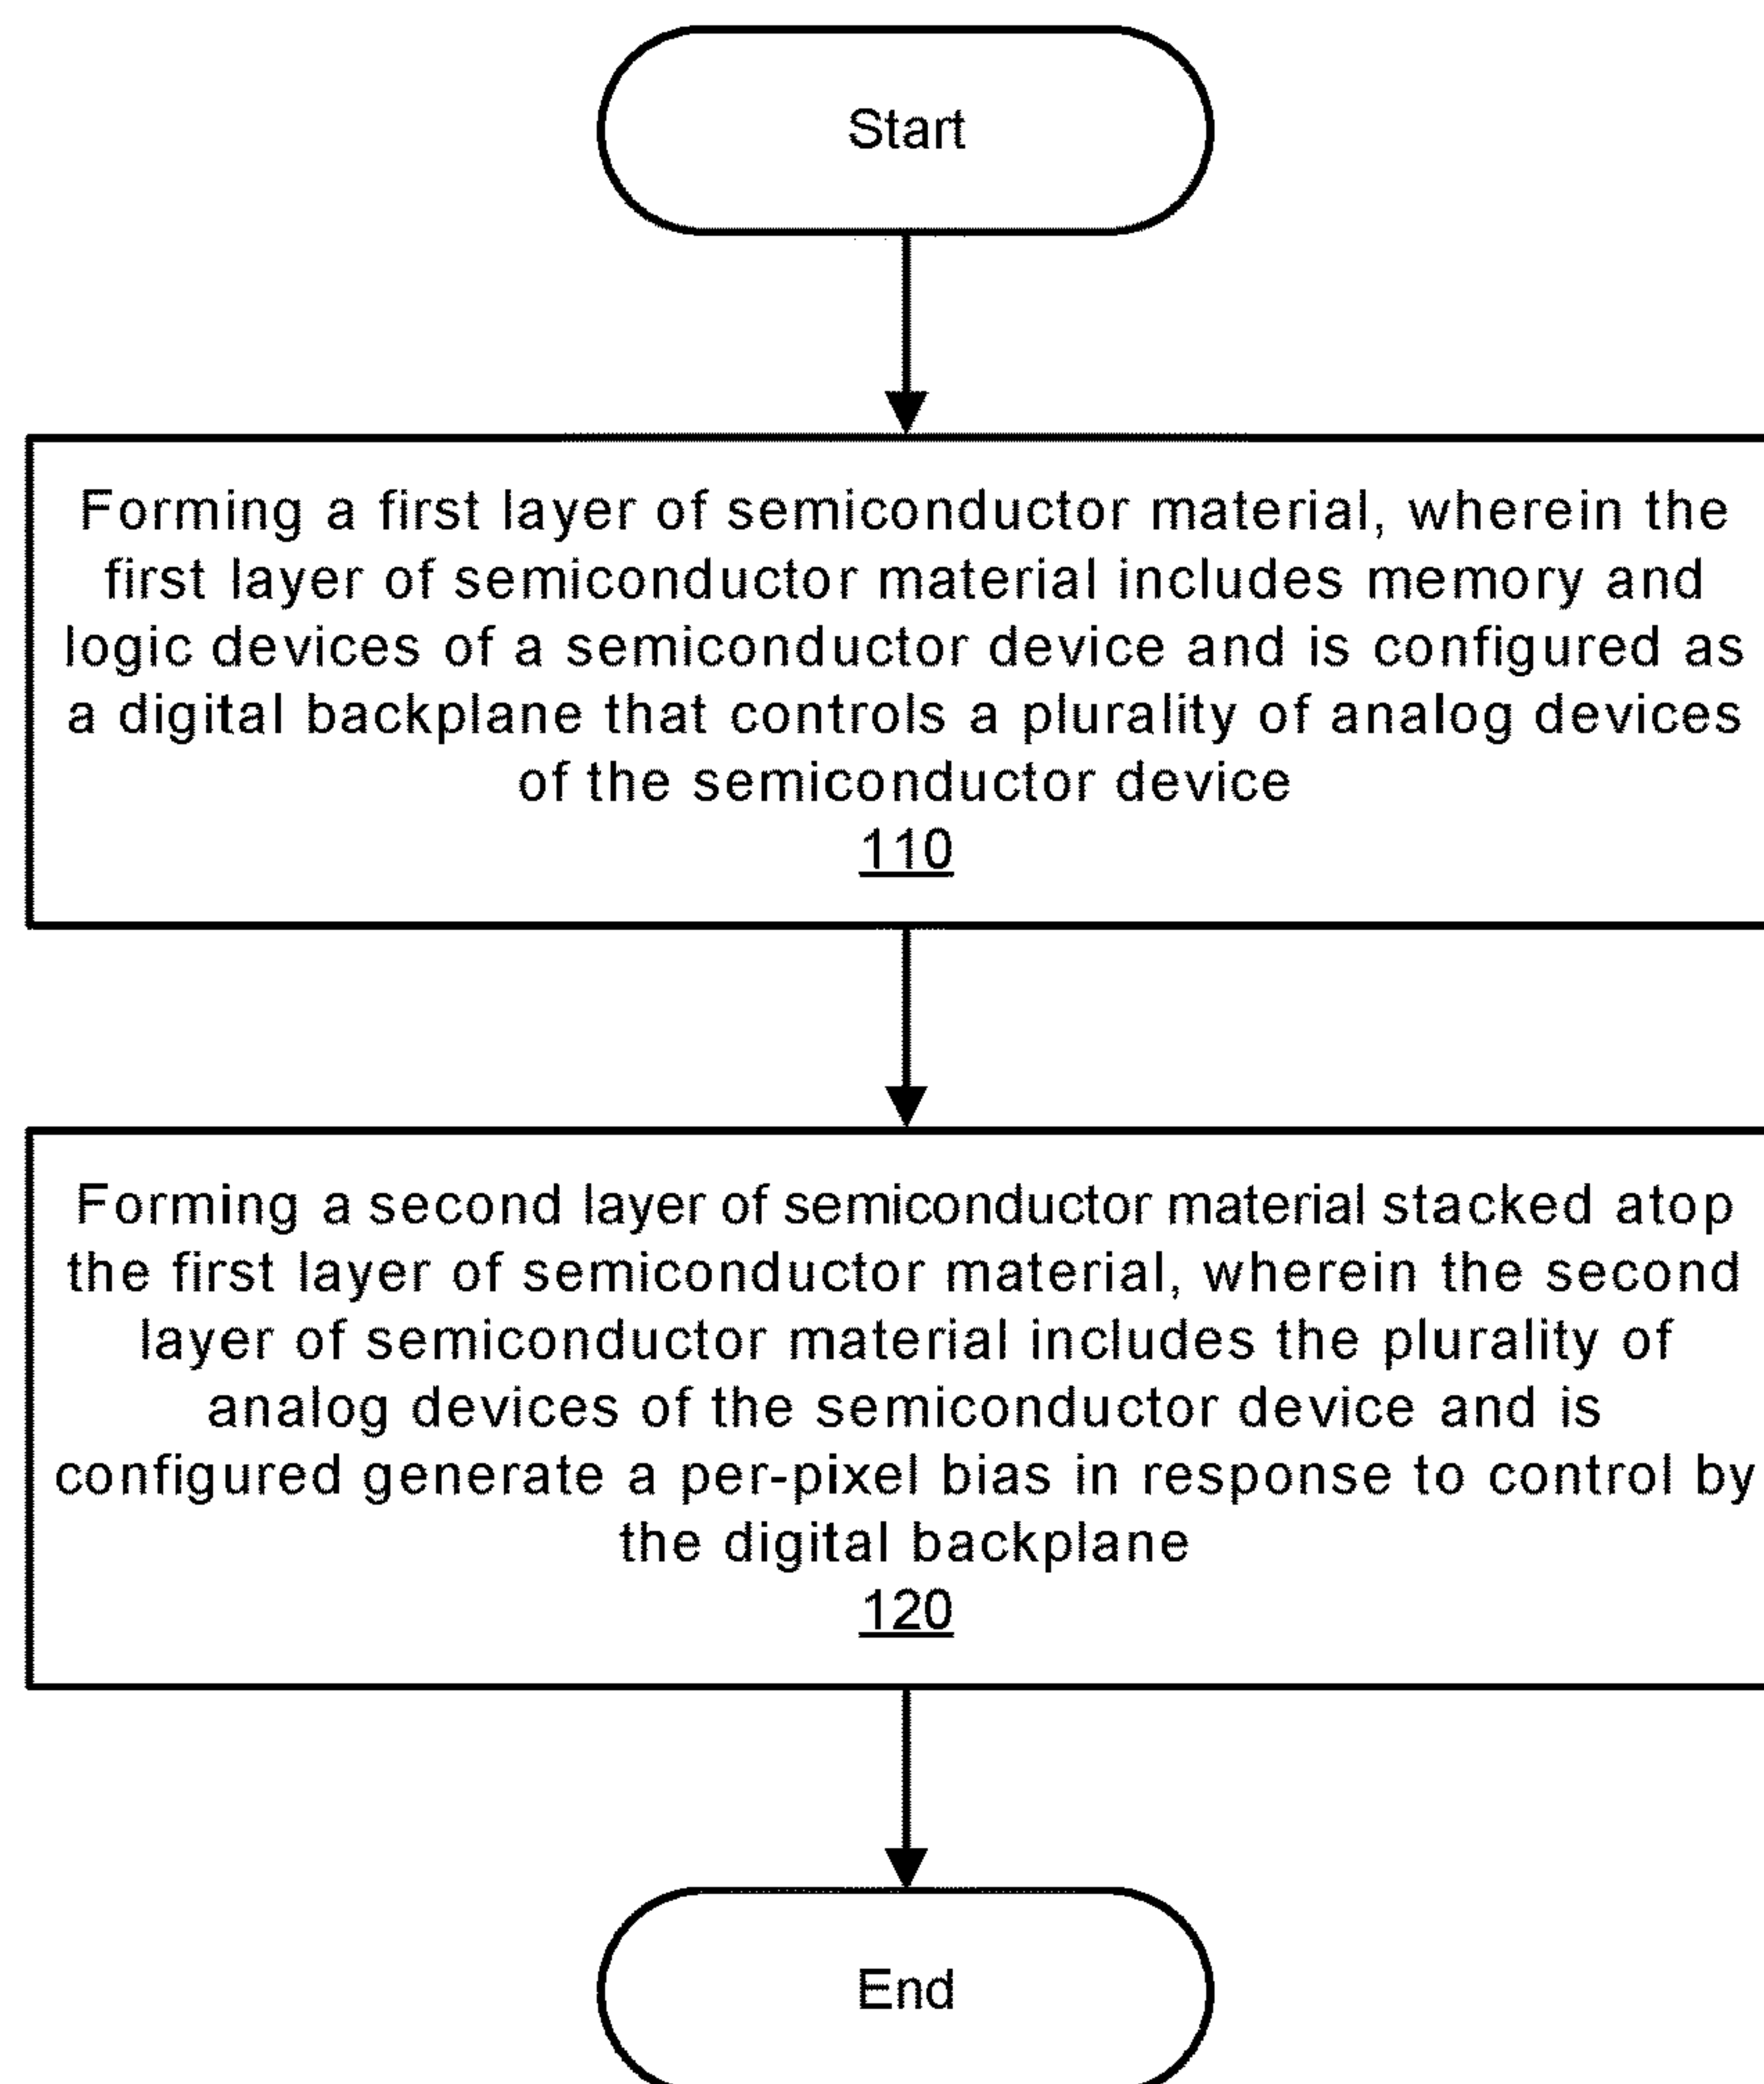 Start
Forming a first layer of semiconductor material, wherein the
first layer of semiconductor material includes memory and
logic devices of a semiconductor device and is configured as
a digital backplane that controls a plurality of analog devices
of the semiconductor device
110
Forming a second layer of semiconductor material stacked atop
the first layer of semiconductor material, wherein the second
layer of semiconductor material includes the plurality of
analog devices of the semiconductor device and is
configured generate a per-pixel bias in response to control by
the digital backplane
120
End